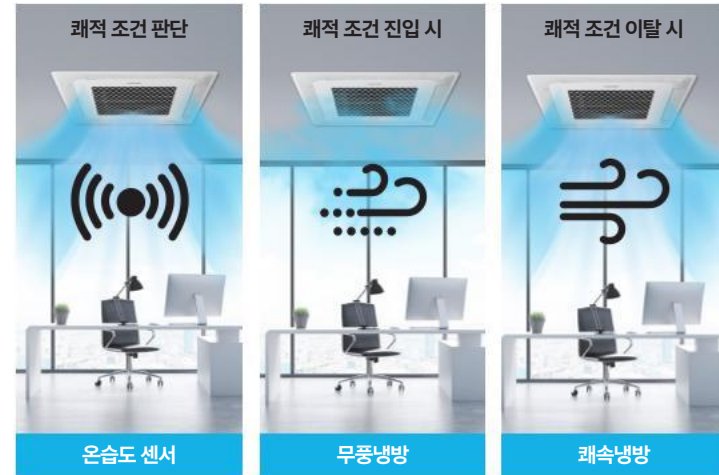 쾌적 조건 판단
쾌적 조건 진입 시
쾌적 조건 이탈 시
온습도 센서
무풍냉방
쾌속냉방